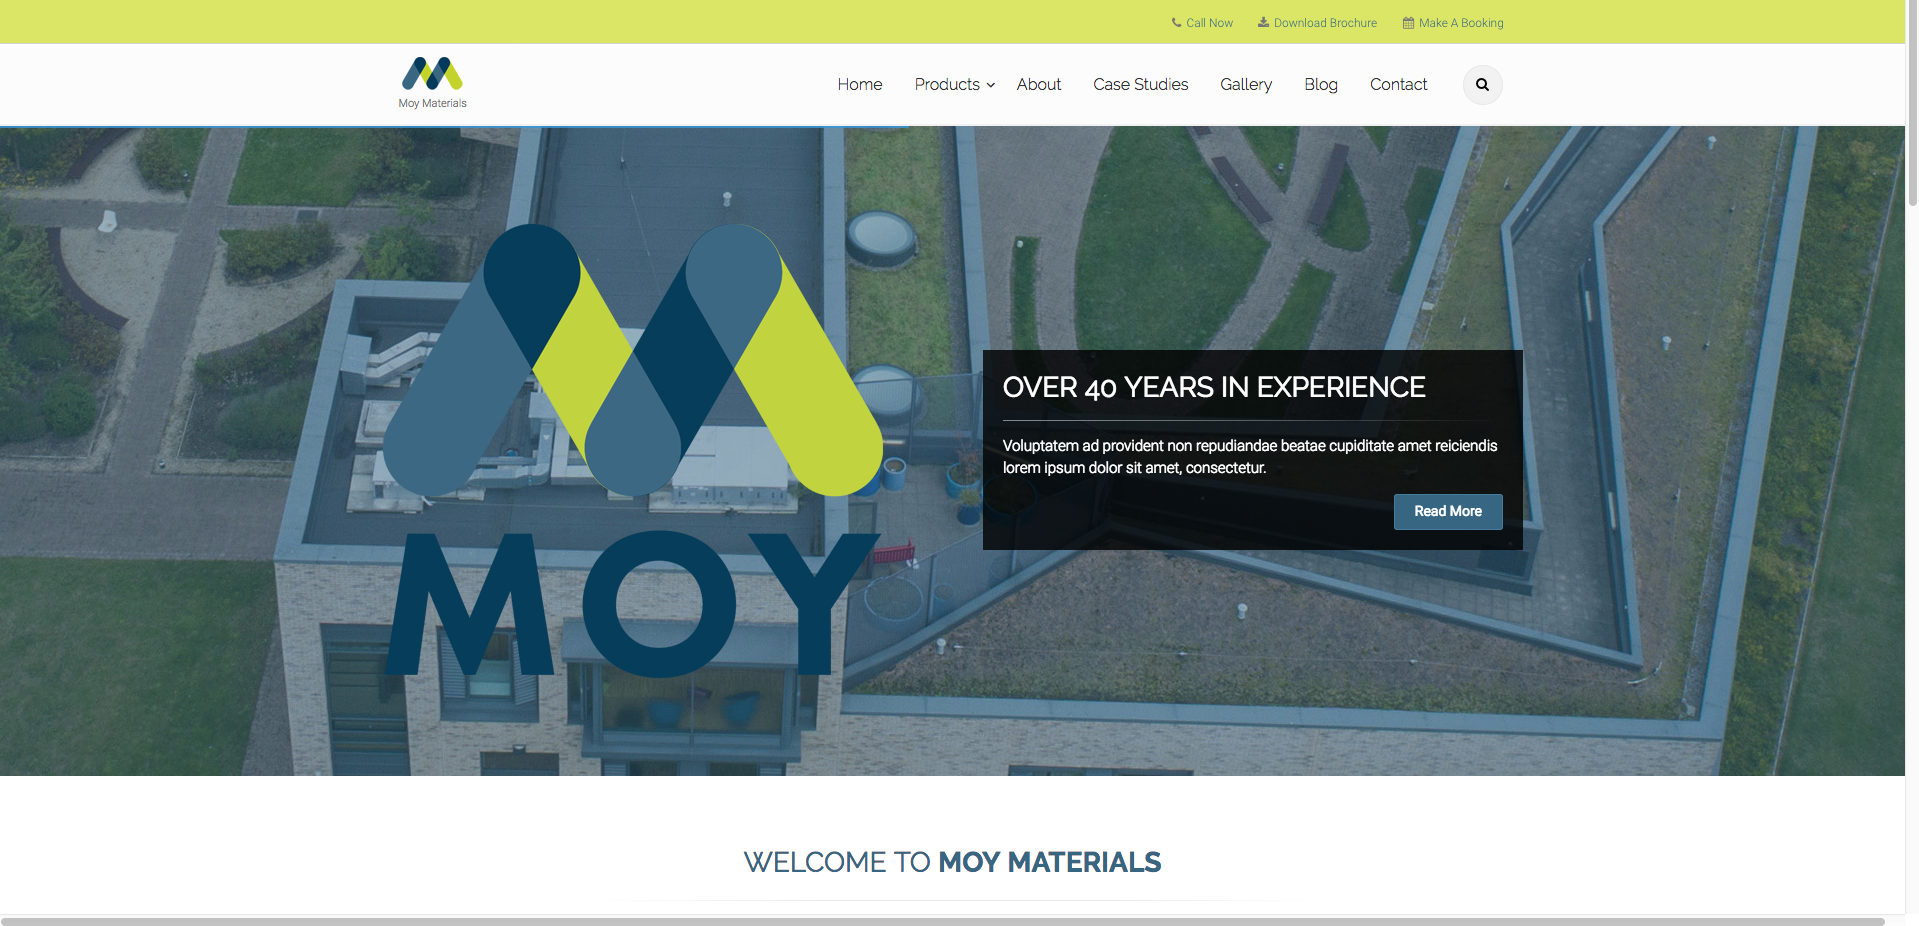 Call Now
Download Brochure
Make A Booking
Moy Materials
Home
Products
About
Case Studies
Gallery
Blog
Contact
MOY
OVER 40 YEARS IN EXPERIENCE
Voluptatem ad provident non repudiandae beatae cupiditate amet reiciendis
lorem ipsum dolor sit amet, consectetur.
Read More
WELCOME TO MOY MATERIALS